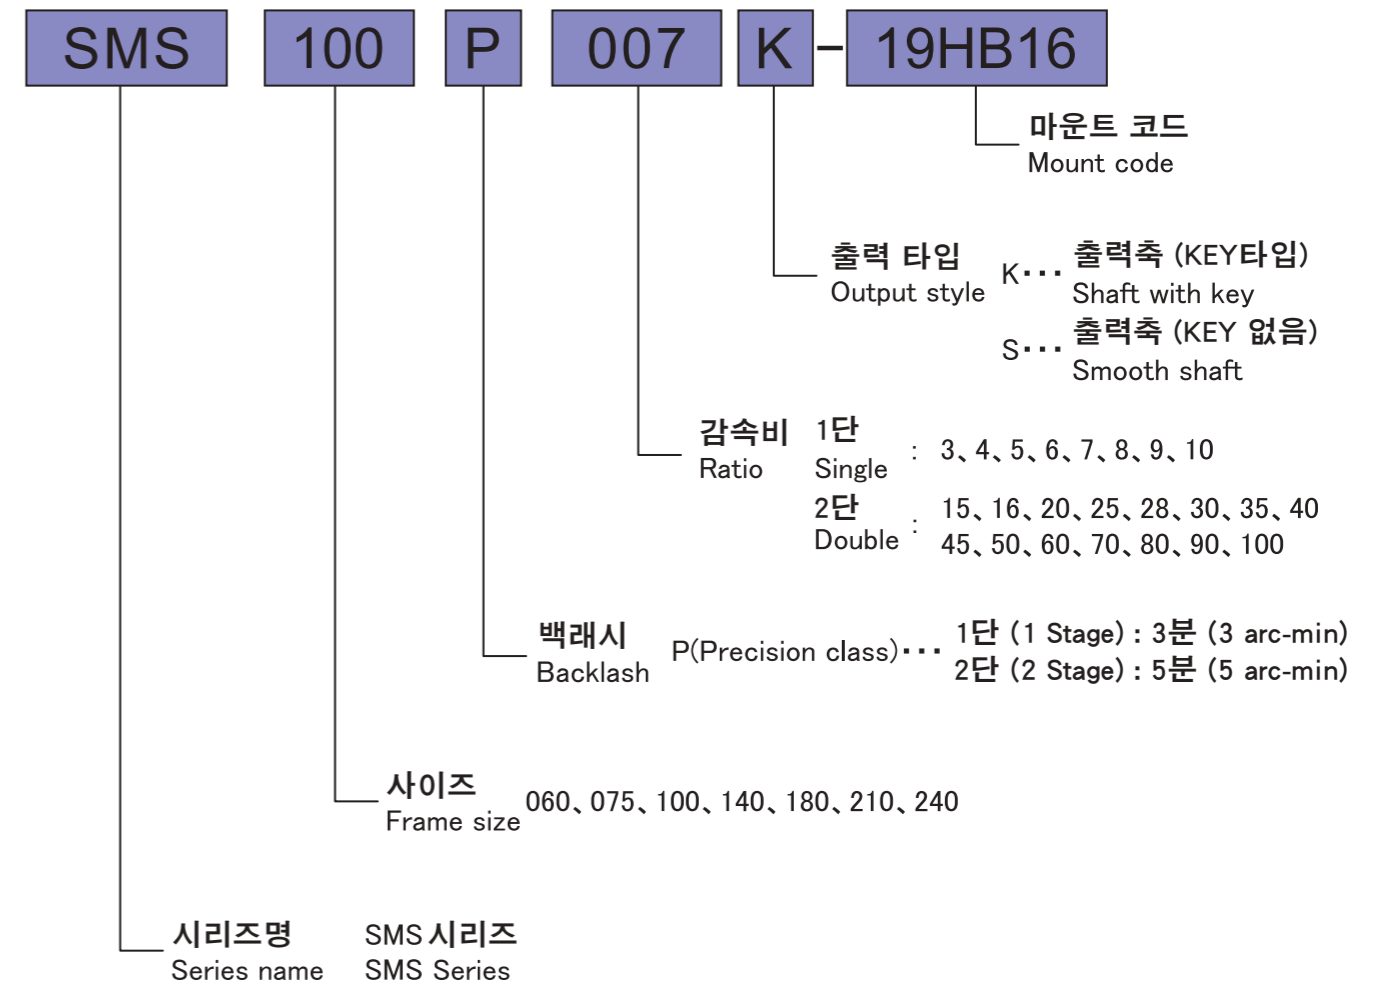 SMS 100 P 007 K - 19HB16
마운트 코드
Mount code
출력 타입
Output style
K･･･ 출력축 (KEY타입)
Shaft with key
S･･･ 출력축 (KEY 없음)
Smooth shaft
감속비
Ratio
1단
Single : 3、4、5、6、7、8、9、10
2단
Double : 15、16、20、25、28、30、35、40
45、50、60、70、80、90、100
백래시
Backlash
P(Precision class)･･･ 1단 (1 Stage) : 3분 (3 arc-min)
2단 (2 Stage) : 5분 (5 arc-min)
사이즈
Frame size 060、075、100、140、180、210、240
시리즈명 SMS 시리즈
Series name SMS Series